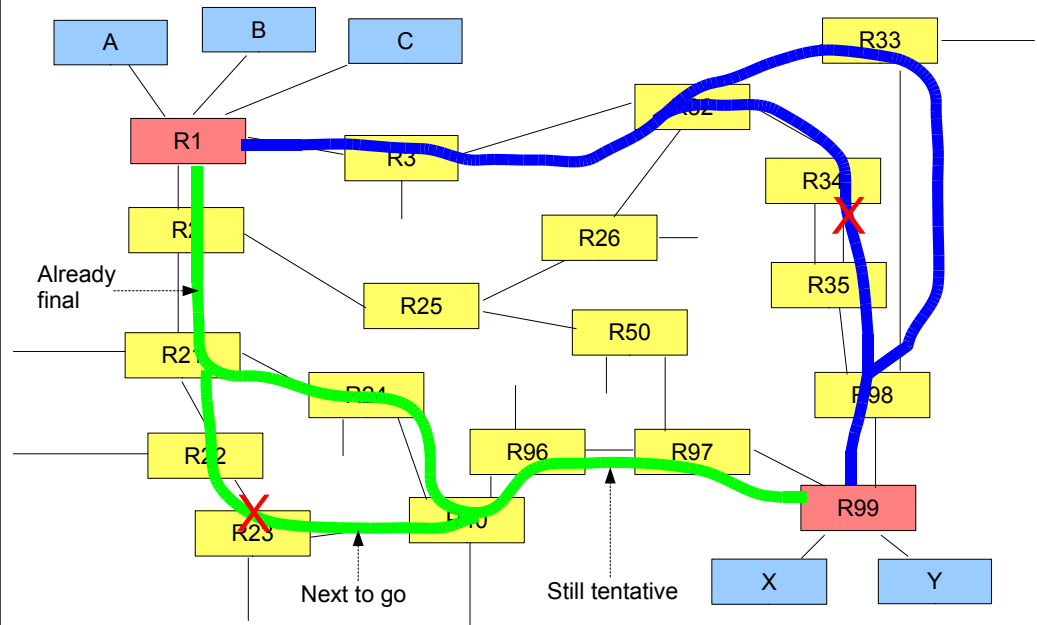 A
B
C
R33
R32
R1
R3
R34
R2
R26
Already
final
R35
R25
R50
R21
R24
R98
R22
R96
R97
R99
R23
Next to go
Still tentative
X
Y